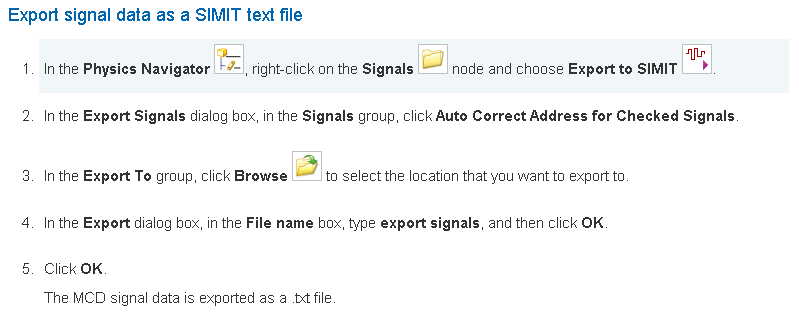 Export signal data as a SIMIT text file
1. In the Physics Navigator , right-click on the Signals node and choose Export to SIMIT .
2. In the Export Signals dialog box, in the Signals group, click Auto Correct Address for Checked Signals.
3. In the Export To group, click Browse to select the location that you want to export to.
4. In the Export dialog box, in the File name box, type export signals, and then click OK.
5. Click OK.
The MCD signal data is exported as a .txt file.